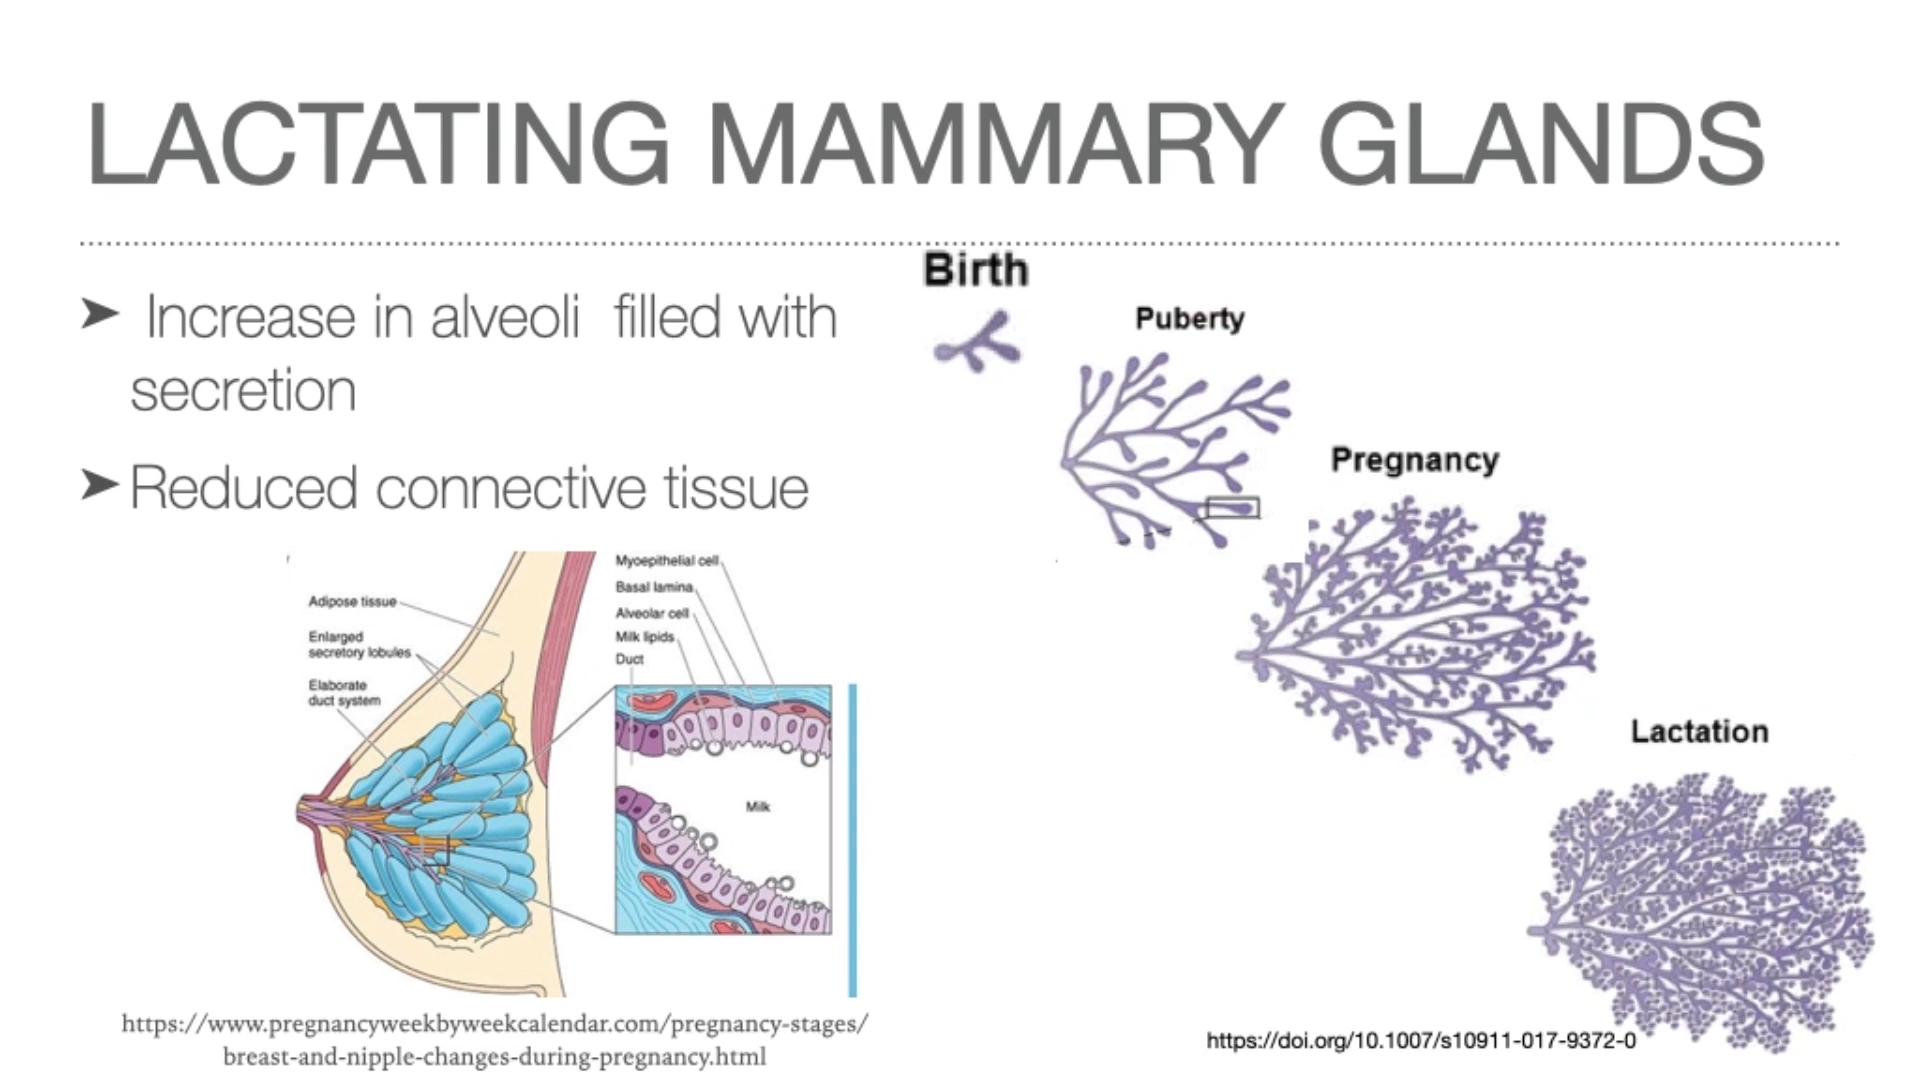 LACTATING MAMMARY GLANDS
➤ Increase in alveoli filled with
secretion
➤ Reduced connective tissue
Birth
Puberty
Pregnancy
Lactation
Adipose tissue
Enlarged
secretory lobules
Elaborate
duct system
Myoepithelial cell
Basal lamina
Alveolar cell
Milk lipids
Duct
Milk
https://www.pregnancyweekbyweekcalendar.com/pregnancy-stages/
breast-and-nipple-changes-during-pregnancy.html
https://doi.org/10.1007/s10911-017-9372-0